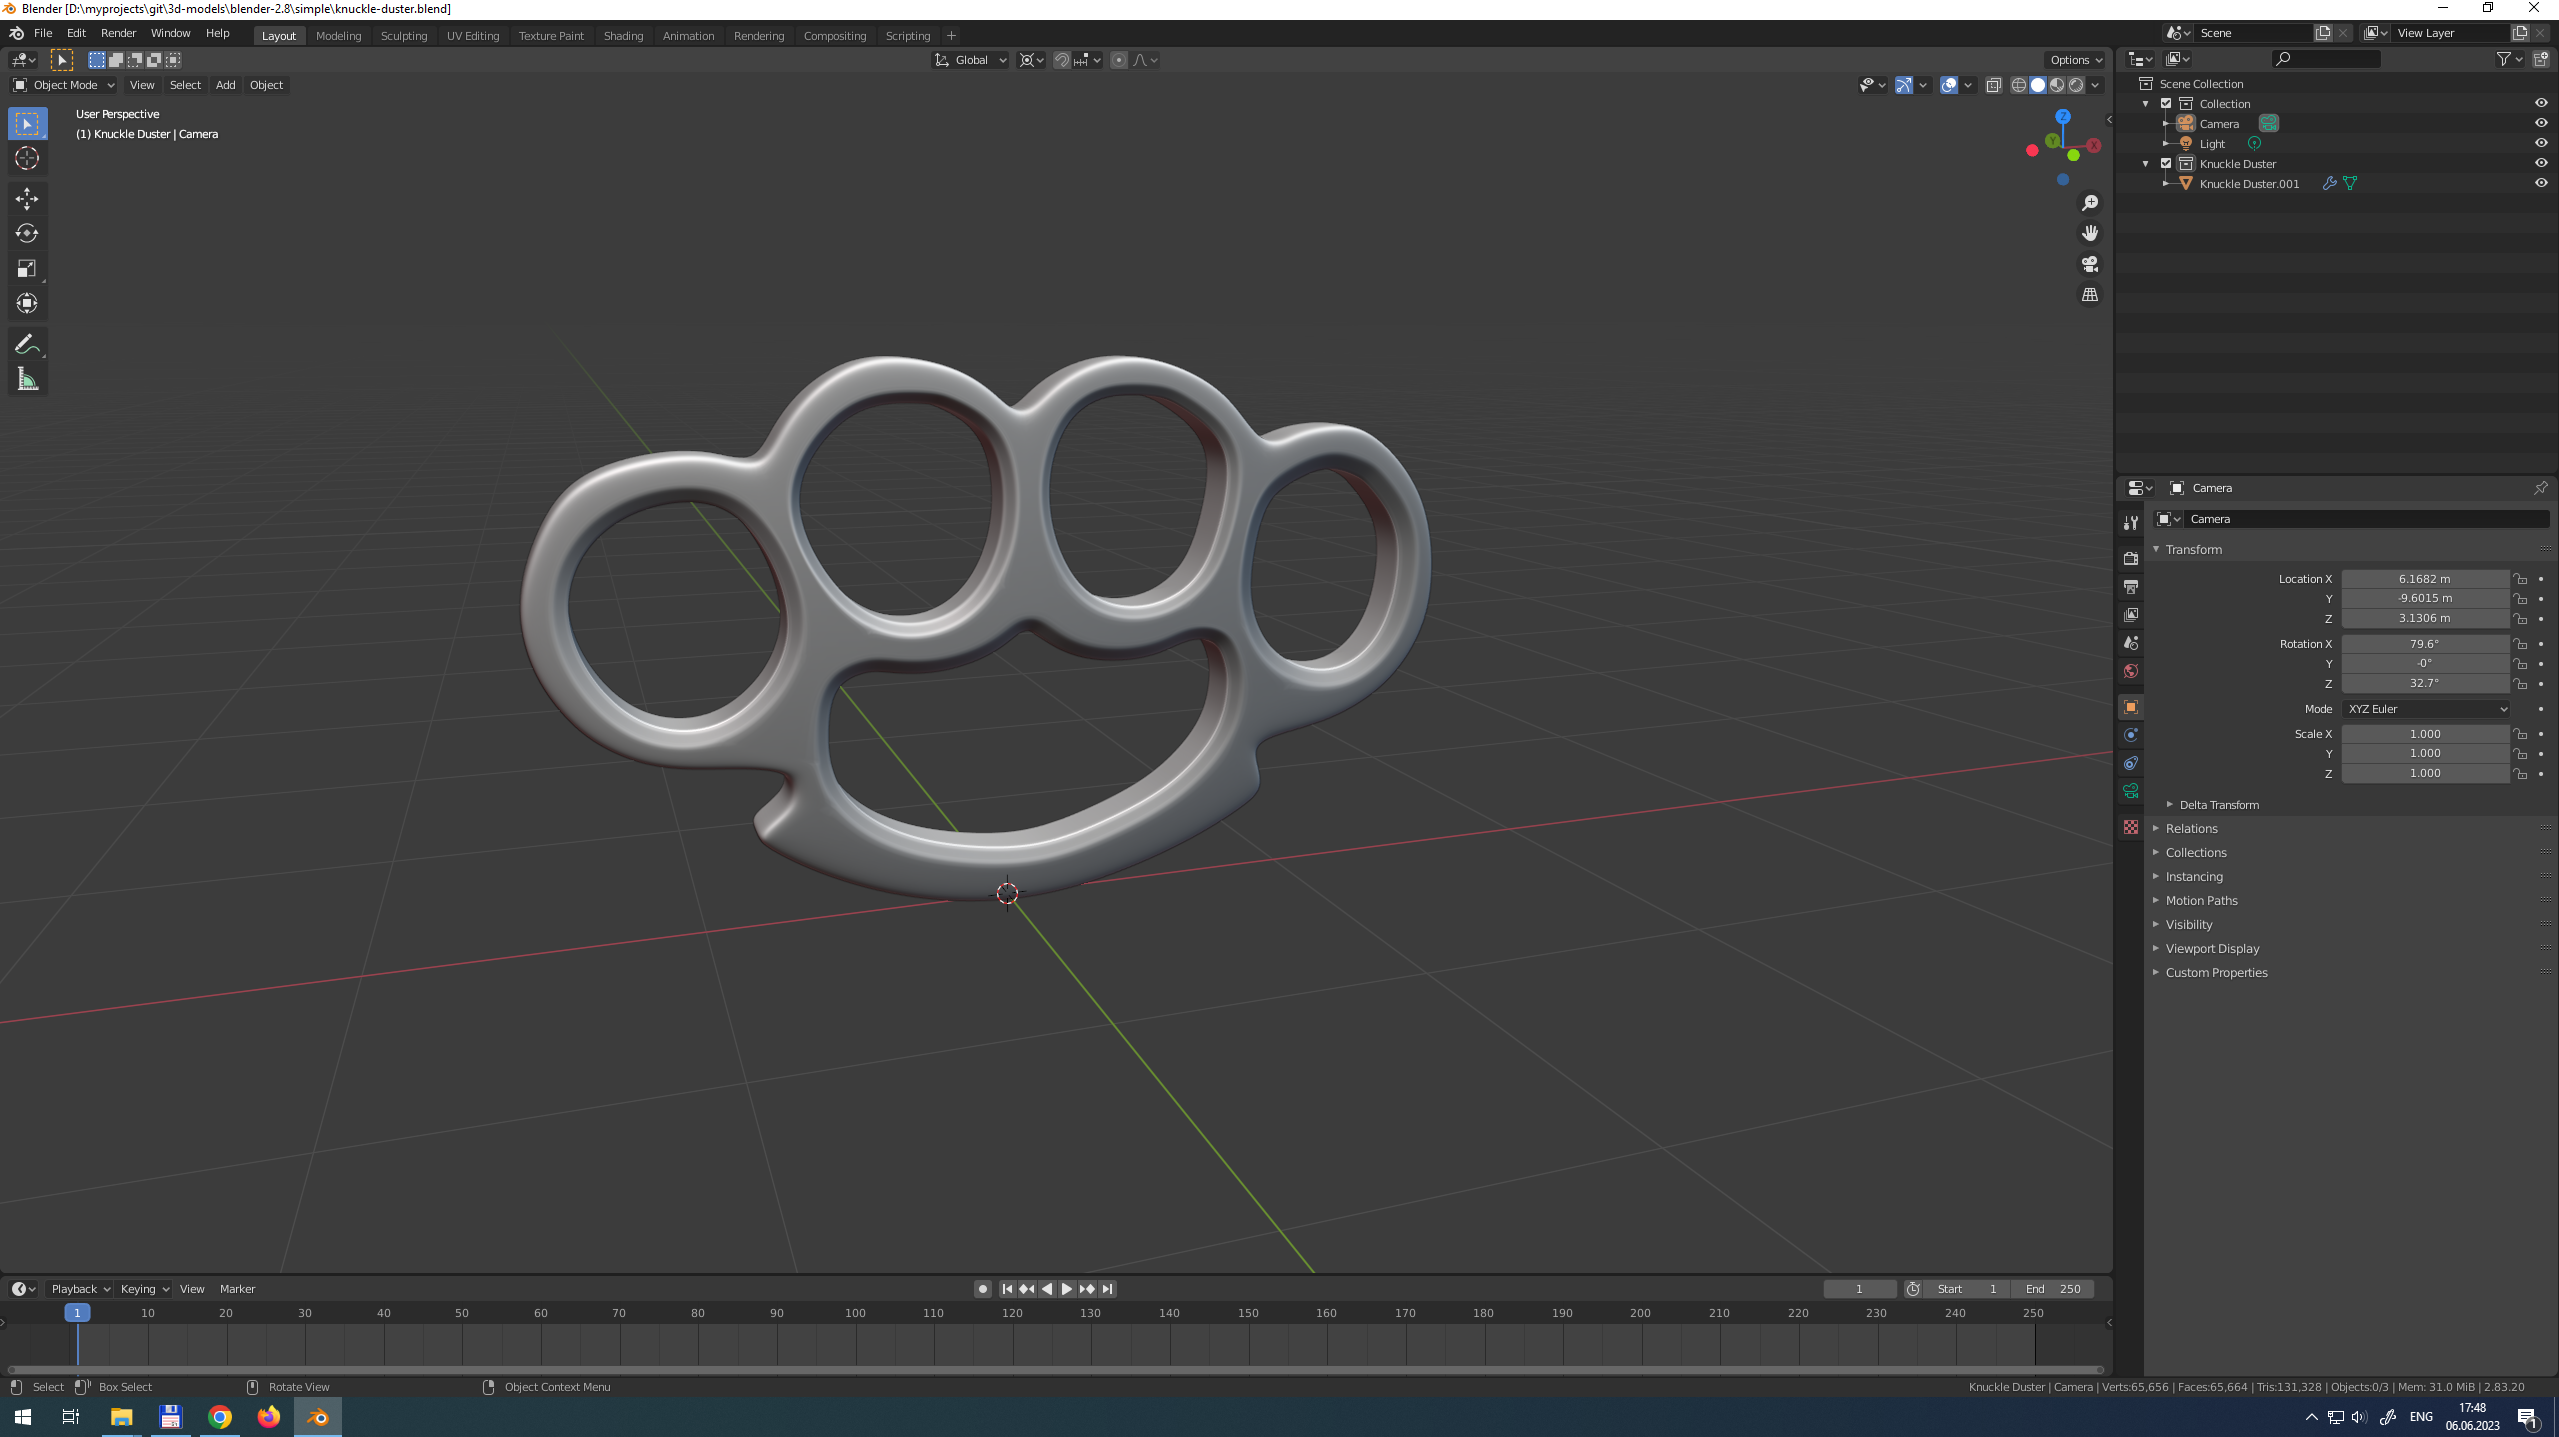 Blender [D:\myprojects\git\3d-models\blender-2.8\simple\knuckle-duster.blend]
File Edit Render Window Help Layout Modeling Sculpting UV Editing Texture Paint Shading Animation Rendering Compositing Scripting + Scene View Layer
Global Options
Object Mode View Select Add Object
User Perspective
(1) Knuckle Duster | Camera
Z
Y X
Scene Collection
Collection
Camera
Light
Knuckle Duster
Knuckle Duster.001
Camera
Camera
Transform
Location X 6.1682 m
Y -9.6015 m
Z 3.1306 m
Rotation X 79.6°
Y -0°
Z 32.7°
Mode XYZ Euler
Scale X 1.000
Y 1.000
Z 1.000
Delta Transform
Relations
Collections
Instancing
Motion Paths
Visibility
Viewport Display
Custom Properties
Playback Keying View Marker 1 Start 1 End 250
1 10 20 30 40 50 60 70 80 90 100 110 120 130 140 150 160 170 180 190 200 210 220 230 240 250
Select Box Select Rotate View Object Context Menu Knuckle Duster | Camera | Verts:65,656 | Faces:65,664 | Tris:131,328 | Objects:0/3 | Mem: 31.0 MiB | 2.83.20
ENG 17:48
06.06.2023 1